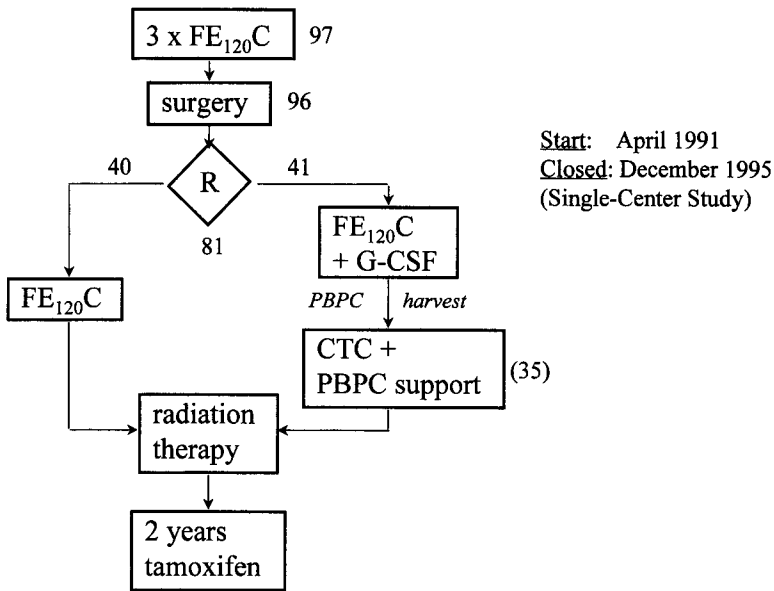 3 x FE₁₂₀C 97
surgery 96
Start: April 1991
Closed: December 1995
(Single-Center Study)
40 R 41
81
FE₁₂₀C
+ G-CSF
FE₁₂₀C
PBPC harvest
CTC +
PBPC support (35)
radiation
therapy
2 years
tamoxifen